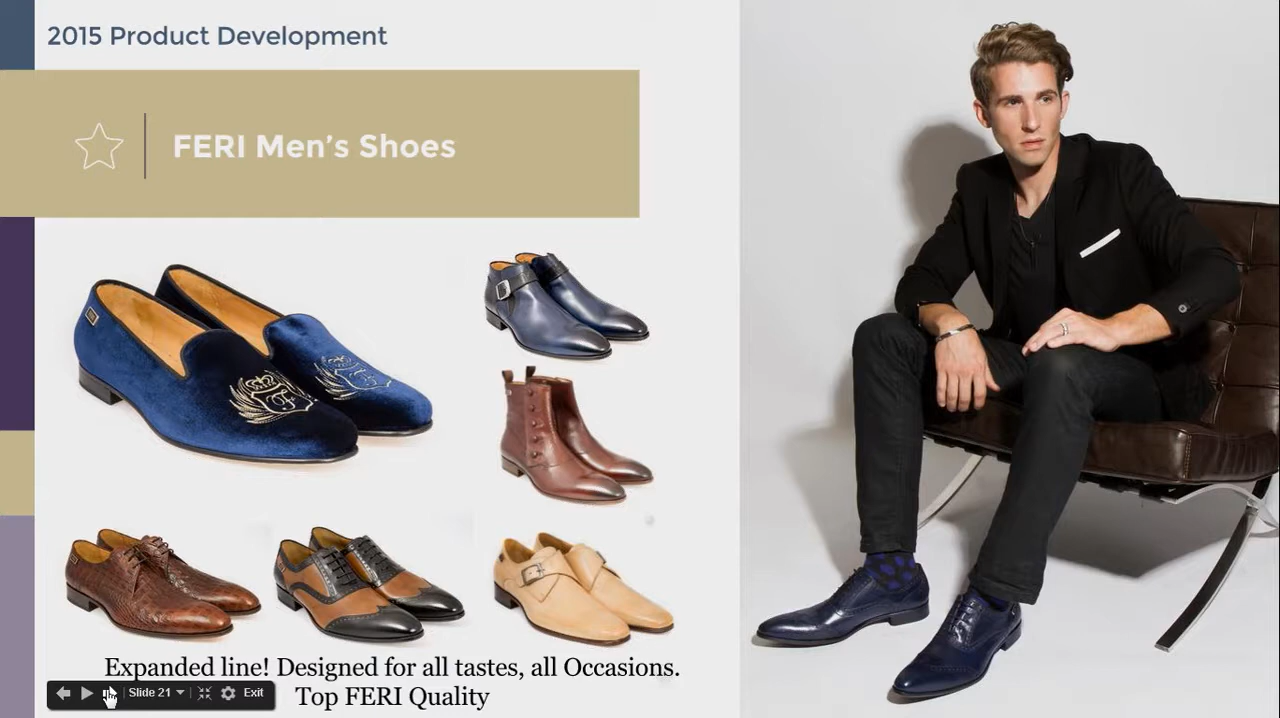 2015 Product Development
FERI Men's Shoes
F
Expanded line! Designed for all tastes, all Occasions.
Top FERI Quality
Slide 21
Exit